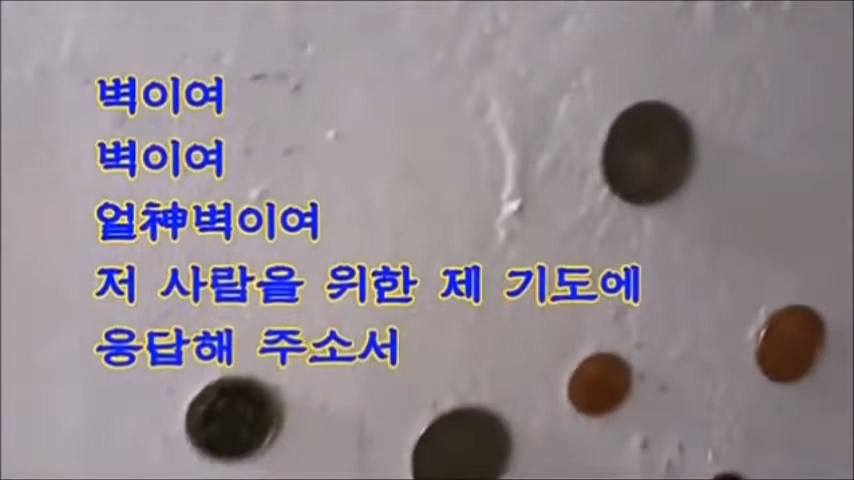 벽이여
벽이여
얼神벽이여
저 사람을 위한 제 기도에
응답해 주소서